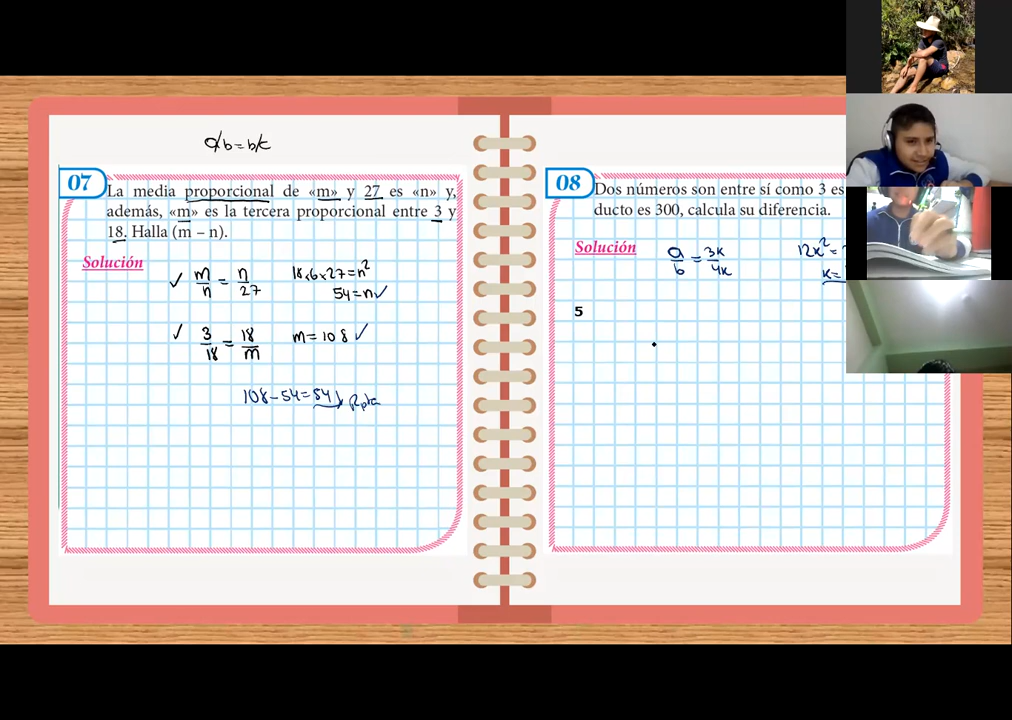 a/b = b/c
07
La media proporcional de «m» y 27 es «n» y,
además, «m» es la tercera proporcional entre 3 y
18. Halla (m – n).
Solución
✓ m/n = n/27
18×6×27 = n²
54 = n ✓
✓ 3/18 = 18/m
m = 108 ✓
108 – 54 = 54 Rpta
08
Dos números son entre sí como 3 es
ducto es 300, calcula su diferencia.
Solución
a/b = 3k/4k
12k² =
k =
5